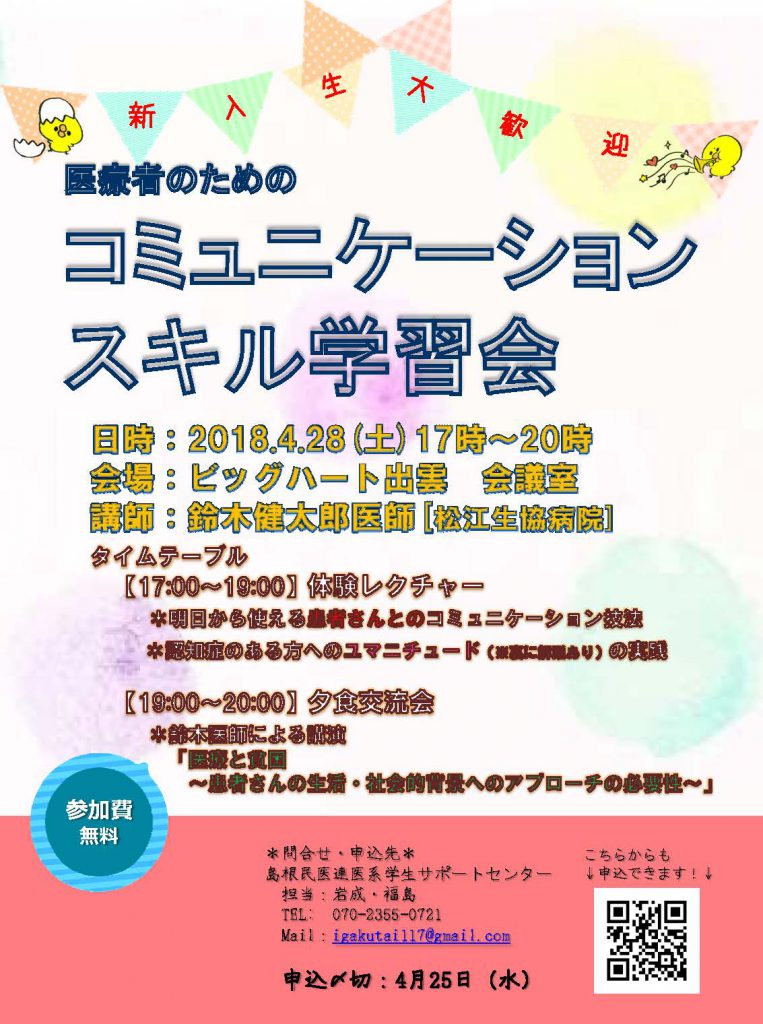 新入生大歓迎
医療者のための
コミュニケーション
スキル学習会
日時：2018.4.28(土)17時～20時
会場：ビッグハート出雲　会議室
講師：鈴木健太郎医師[松江生協病院]
タイムテーブル
【17:00～19:00】体験レクチャー
＊明日から使える患者さんとのコミュニケーション技法
＊認知症のある方へのユマニチュード（※裏に解説あり）の実践
【19:00～20:00】夕食交流会
＊鈴木医師による講演
「医療と貧困
～患者さんの生活・社会的背景へのアプローチの必要性～」
参加費
無料
＊問合せ・申込先＊
島根民医連医系学生サポートセンター
担当：岩成・福島
TEL:　070-2355-0721
Mail：igakutai117@gmail.com
申込〆切：4月25日（水）
こちらからも
↓申込できます！↓